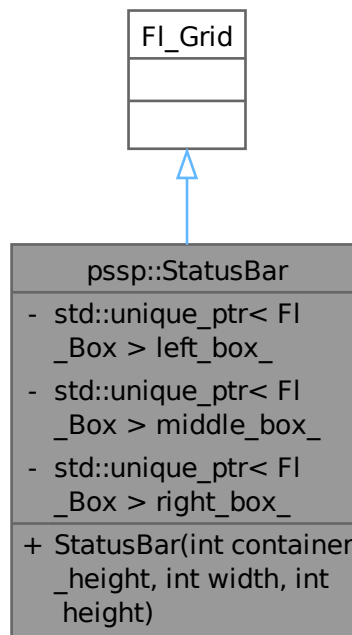 Fl_Grid
pssp::StatusBar
- std::unique_ptr< Fl
_Box > left_box_
- std::unique_ptr< Fl
_Box > middle_box_
- std::unique_ptr< Fl
_Box > right_box_
+ StatusBar(int container
_height, int width, int
height)